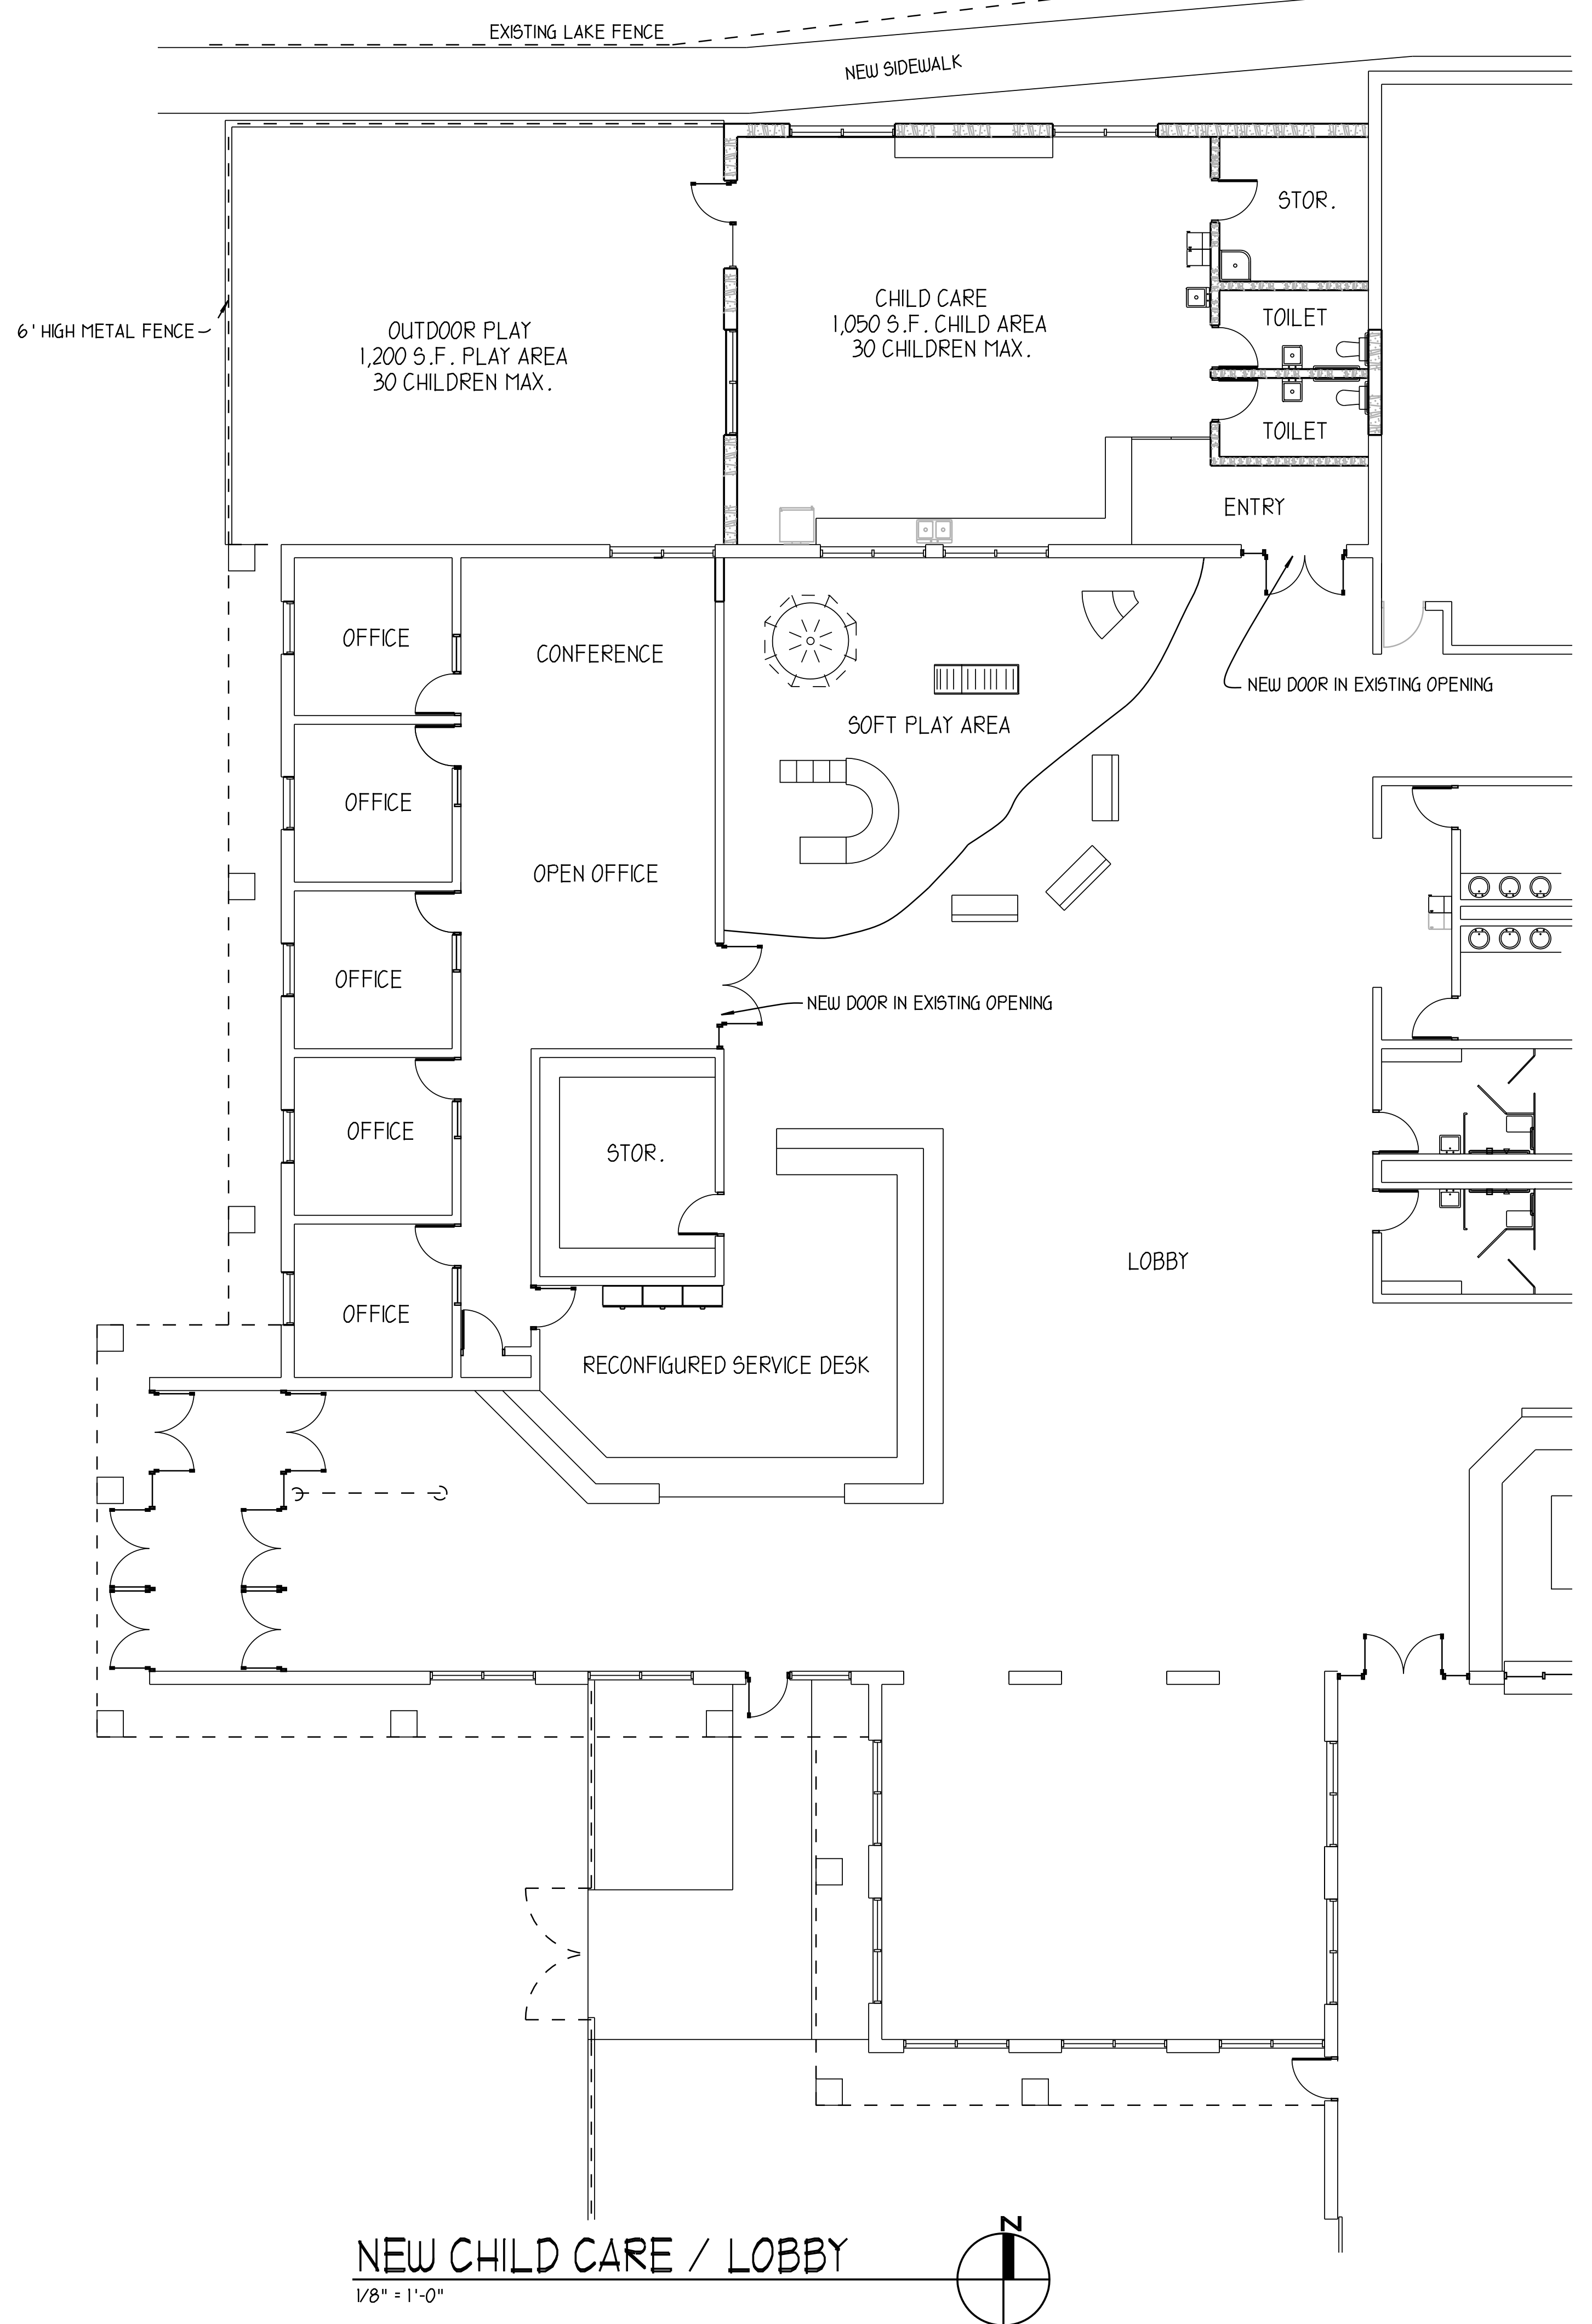 EXISTING LAKE FENCE
NEW SIDEWALK
STOR.
6' HIGH METAL FENCE
OUTDOOR PLAY
1,200 S.F. PLAY AREA
30 CHILDREN MAX.
CHILD CARE
1,050 S.F. CHILD AREA
30 CHILDREN MAX.
TOILET
TOILET
ENTRY
OFFICE
CONFERENCE
NEW DOOR IN EXISTING OPENING
SOFT PLAY AREA
OFFICE
OPEN OFFICE
OFFICE
NEW DOOR IN EXISTING OPENING
OFFICE
STOR.
LOBBY
OFFICE
RECONFIGURED SERVICE DESK
NEW CHILD CARE / LOBBY
1/8" = 1'-0"
N